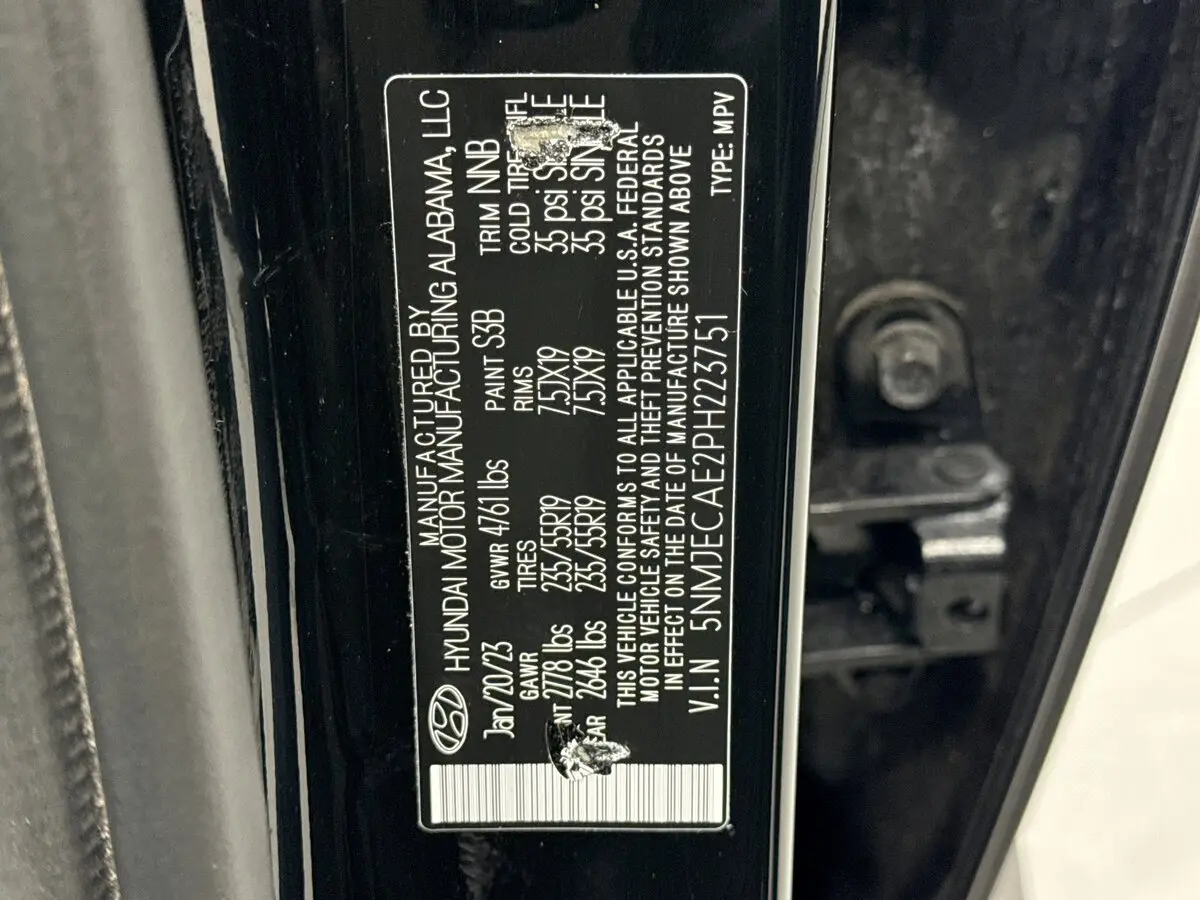 MANUFACTURED BY
HYUNDAI MOTOR MANUFACTURING ALABAMA, LLC
Jan/20/23 GVWR 4761 lbs PAINT S3B TRIM NNB
GAWR TIRES RIMS COLD TIRE
2778 lbs 235/55R19 7.5JX19 35 psi
2646 lbs 235/55R19 7.5JX19 35 psi
THIS VEHICLE CONFORMS TO ALL APPLICABLE U.S.A. FEDERAL
MOTOR VEHICLE SAFETY AND THEFT PREVENTION STANDARDS
IN EFFECT ON THE DATE OF MANUFACTURE SHOWN ABOVE
V.I.N 5NMJECAE2PH223751 TYPE: MPV